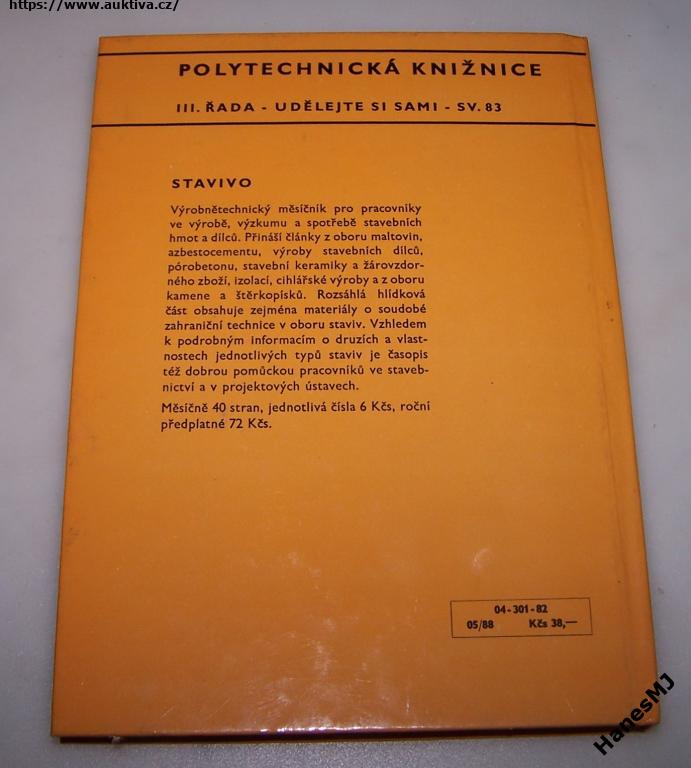 https://www.auktiva.cz/
POLYTECHNICKÁ KNIŽNICE
III. ŘADA - UDĚLEJTE SI SAMI - SV. 83
STAVIVO
Výrobnětechnický měsíčník pro pracovníky
ve výrobě, výzkumu a spotřebě stavebních
hmot a dílců. Přináší články z oboru maltovin,
azbestocementu, výroby stavebních dílců,
pórobetonu, stavební keramiky a žárovzdor-
ného zboží, izolací, cihlářské výroby a z oboru
kamene a štěrkopísků. Rozsáhlá hlídková
část obsahuje zejména materiály o soudobé
zahraniční technice v oboru staviv. Vzhledem
k podrobným informacím o druzích a vlast-
nostech jednotlivých typů staviv je časopis
též dobrou pomůckou pracovníků ve staveb-
nictví a v projektových ústavech.
Měsíčně 40 stran, jednotlivá čísla 6 Kčs, roční
předplatné 72 Kčs.
04-301-82
05/88 Kčs 38,—
HanesMJ